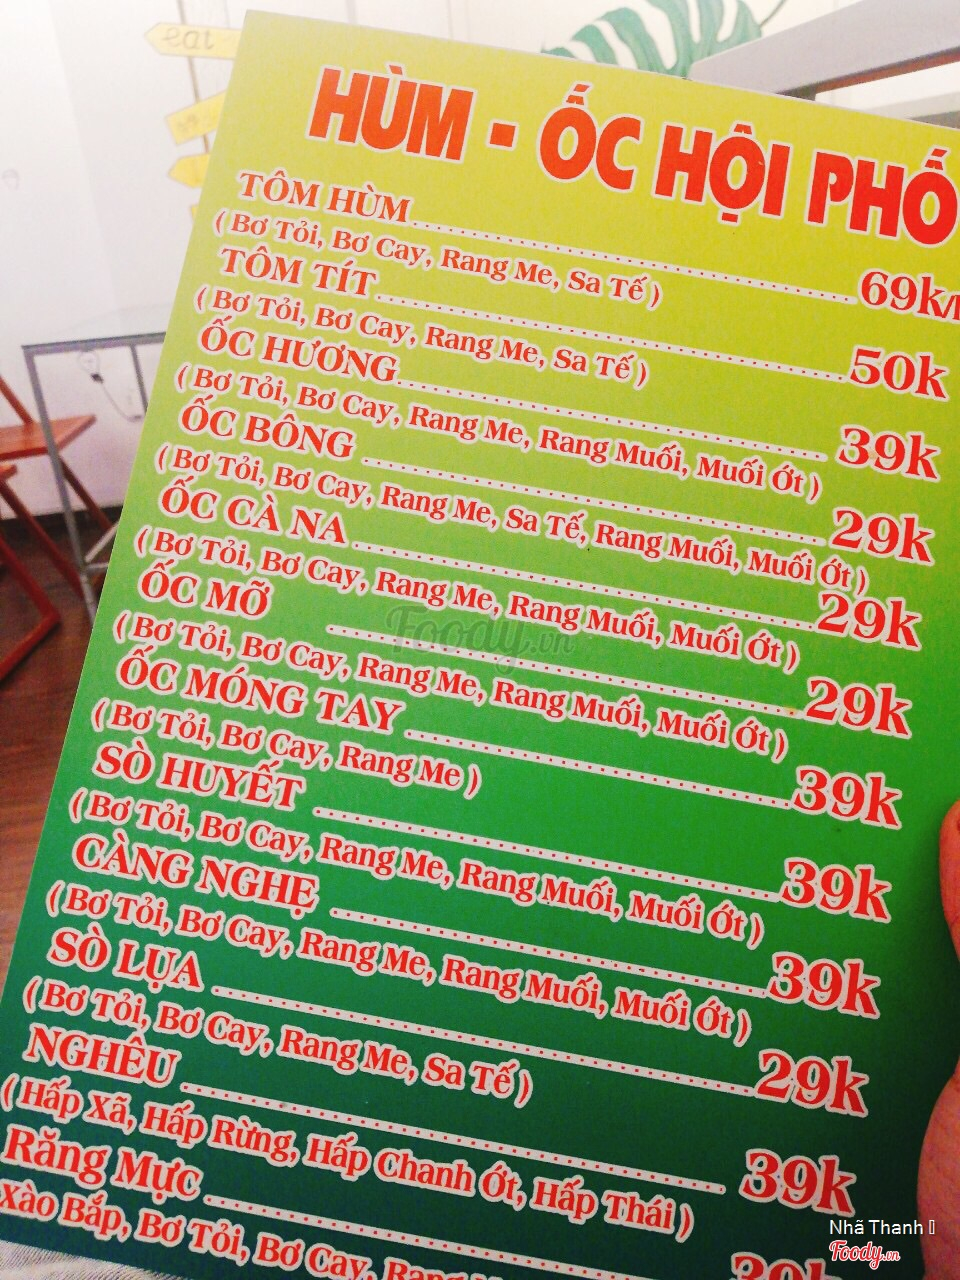 eat
HÙM - ỐC HỘI PHỐ
TÔM HÙM 69k/
( Bơ Tỏi, Bơ Cay, Rang Me, Sa Tế )
TÔM TÍT 50k
( Bơ Tỏi, Bơ Cay, Rang Me, Sa Tế )
ỐC HƯƠNG 39k
( Bơ Tỏi, Bơ Cay, Rang Me, Rang Muối, Muối Ớt )
ỐC BÔNG 29k
( Bơ Tỏi, Bơ Cay, Rang Me, Sa Tế, Rang Muối, Muối Ớt )
ỐC CÀ NA 29k
( Bơ Tỏi, Bơ Cay, Rang Me, Rang Muối, Muối Ớt )
ỐC MỠ 29k
( Bơ Tỏi, Bơ Cay, Rang Me, Rang Muối, Muối Ớt )
ỐC MÓNG TAY 39k
( Bơ Tỏi, Bơ Cay, Rang Me )
SÒ HUYẾT 39k
( Bơ Tỏi, Bơ Cay, Rang Me, Rang Muối, Muối Ớt )
CÀNG NGHẸ 39k
( Bơ Tỏi, Bơ Cay, Rang Me, Rang Muối, Muối Ớt )
SÒ LỤA 29k
( Bơ Tỏi, Bơ Cay, Rang Me, Sa Tế )
NGHÊU 39k
( Hấp Xã, Hấp Rừng, Hấp Chanh Ớt, Hấp Thái )
Răng Mực
xào Bắp, Bơ Tỏi, Bơ Cay, Rang Me
Foody.vn
Nhã Thanh
Foody.vn